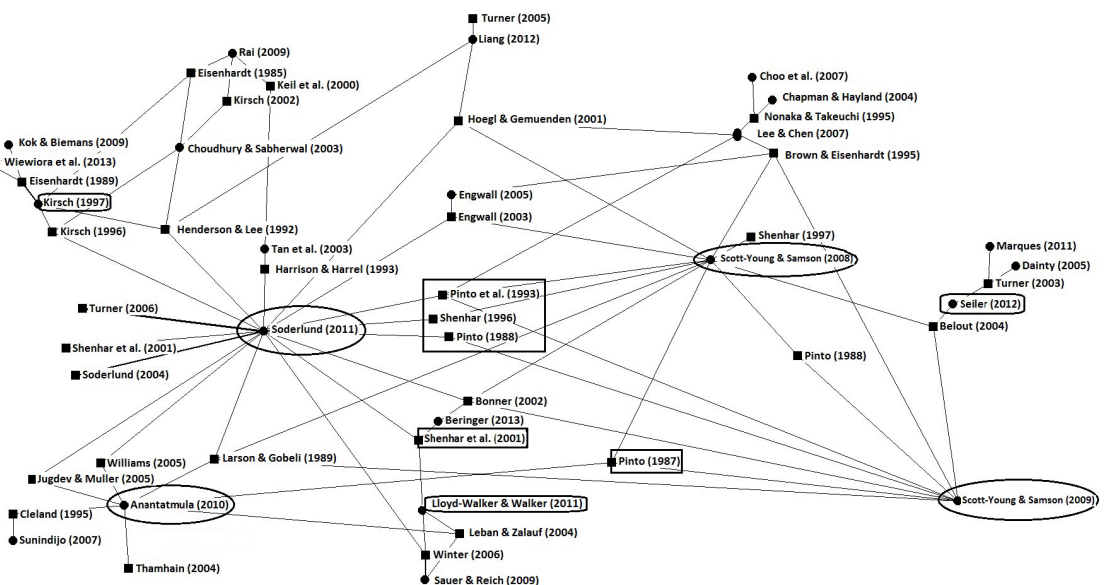 Turner (2005)
Liang (2012)
Rai (2009)
Eisenhardt (1985)
Keil et al. (2000)
Kirsch (2002)
Choo et al. (2007)
Chapman & Hayland (2004)
Nonaka & Takeuchi (1995)
Hoegl & Gemuenden (2001)
Lee & Chen (2007)
Kok & Biemans (2009)
Choudhury & Sabherwal (2003)
Brown & Eisenhardt (1995)
Wiewiora et al. (2013)
Eisenhardt (1989)
Kirsch (1997)
Engwall (2005)
Engwall (2003)
Kirsch (1996)
Henderson & Lee (1992)
Shenhar (1997)
Tan et al. (2003)
Marques (2011)
Scott-Young & Samson (2008)
Dainty (2005)
Harrison & Harrel (1993)
Turner (2003)
Pinto et al. (1993)
Seiler (2012)
Turner (2006)
Shenhar (1996)
Soderlund (2011)
Belout (2004)
Pinto (1988)
Shenhar et al. (2001)
Pinto (1988)
Soderlund (2004)
Bonner (2002)
Beringer (2013)
Shenhar et al. (2001)
Williams (2005)
Larson & Gobeli (1989)
Pinto (1987)
Jugdev & Muller (2005)
Anantatmula (2010)
Lloyd-Walker & Walker (2011)
Scott-Young & Samson (2009)
Cleland (1995)
Leban & Zalauf (2004)
Sunindijo (2007)
Winter (2006)
Thamhain (2004)
Sauer & Reich (2009)